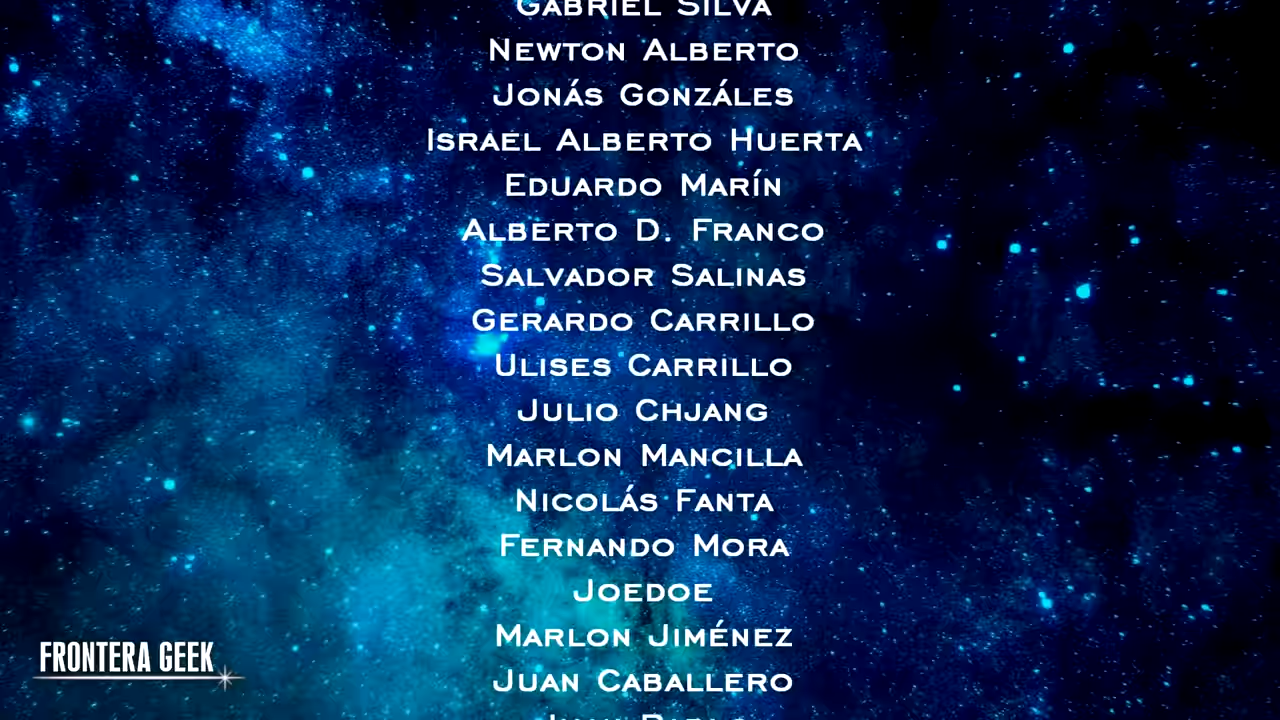 GABRIEL SILVA
NEWTON ALBERTO
JONÁS GONZÁLES
ISRAEL ALBERTO HUERTA
EDUARDO MARÍN
ALBERTO D. FRANCO
SALVADOR SALINAS
GERARDO CARRILLO
ULISES CARRILLO
JULIO CHJANG
MARLON MANCILLA
NICOLÁS FANTA
FERNANDO MORA
JOEDOE
MARLON JIMÉNEZ
JUAN CABALLERO
FRONTERA GEEK